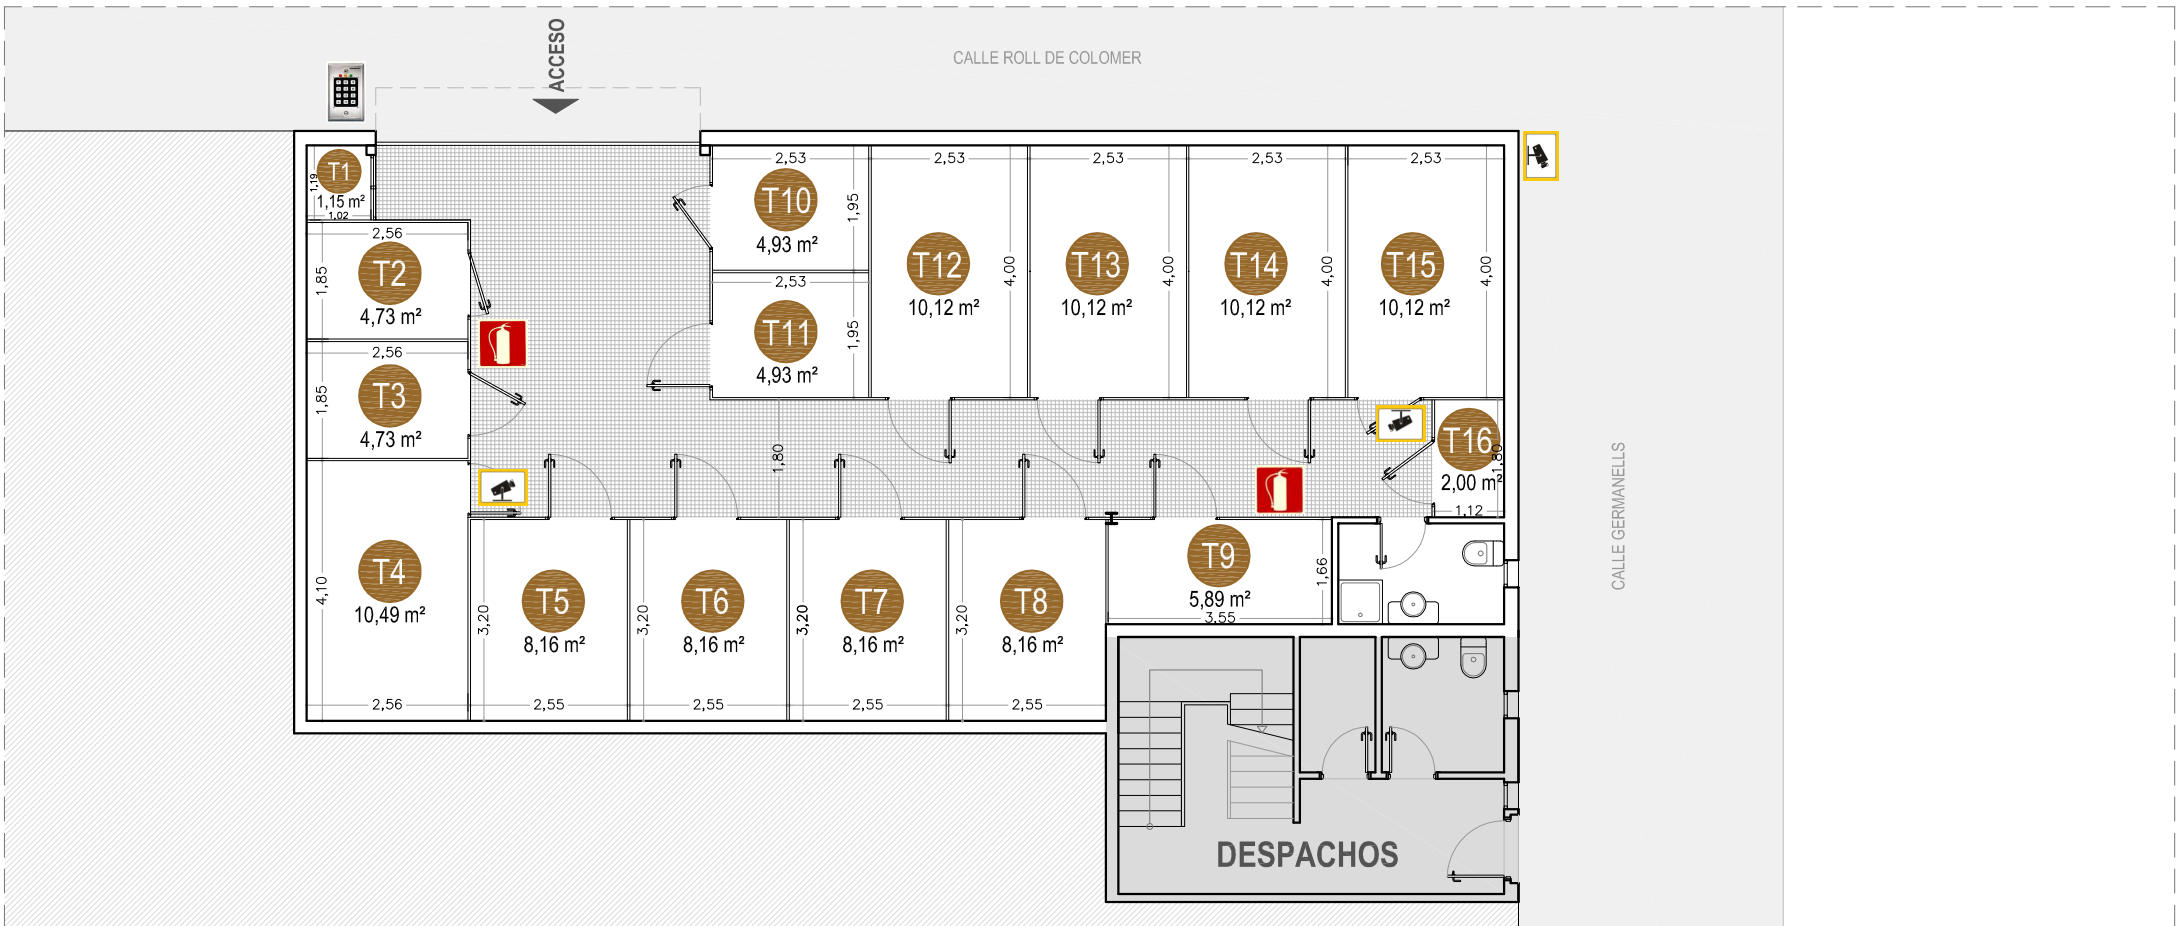 ACCESO
CALLE ROLL DE COLOMER
T1
1,19
1,15 m²
1,02
2,56
T2
1,85
4,73 m²
2,56
T3
1,85
4,73 m²
T4
4,10
10,49 m²
2,56
2,53
T10
1,95
4,93 m²
2,53
T11
1,95
4,93 m²
2,53
T12
4,00
10,12 m²
2,53
T13
4,00
10,12 m²
2,53
T14
4,00
10,12 m²
2,53
T15
4,00
10,12 m²
T16
1,80
2,00 m²
1,12
1,80
3,20
T5
8,16 m²
2,55
3,20
T6
8,16 m²
2,55
3,20
T7
8,16 m²
2,55
3,20
T8
8,16 m²
2,55
T9
1,66
5,89 m²
3,55
CALLE GERMANELLS
DESPACHOS